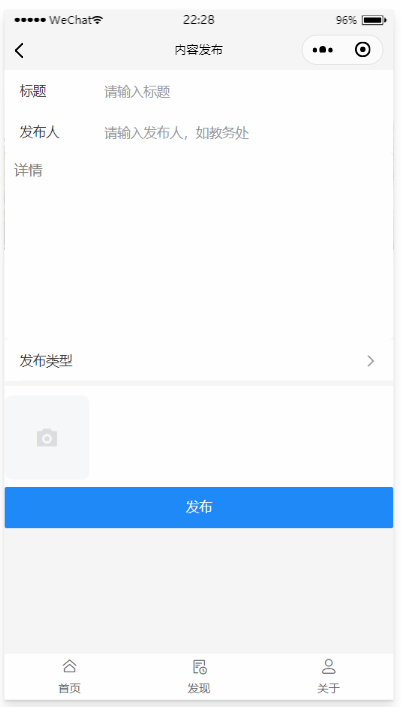 ●●●●● WeChat 22:28 96%
内容发布
标题 请输入标题
发布人 请输入发布人，如教务处
详情
发布类型
发布
首页 发现 关于